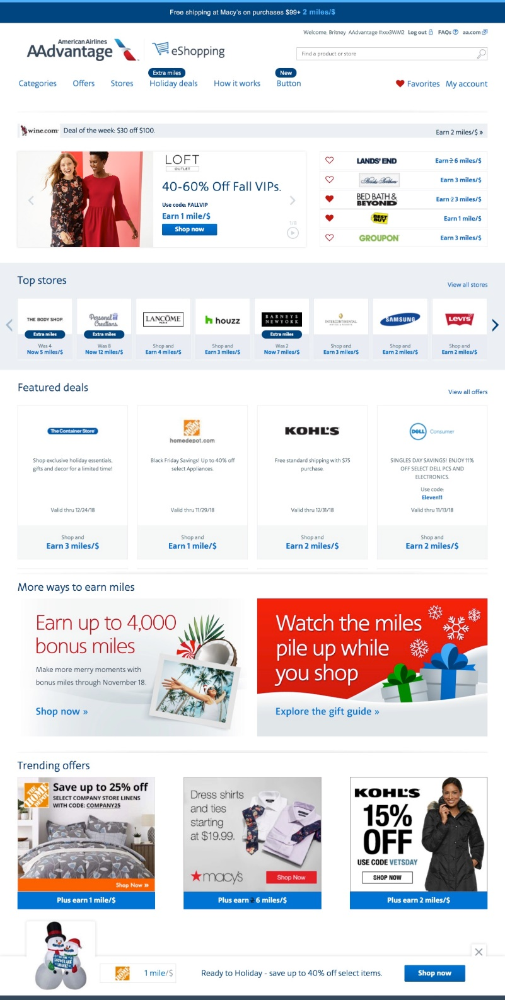 Free shipping at Macy's on purchases $99+ 2 miles/$
Welcome, Britney AAdvantage #xxx3WM2 Log out FAQs aa.com
American Airlines
AAdvantage eShopping
Find a product or store
Extra miles
New
Categories Offers Stores Holiday deals How it works Button Favorites My account
wine.com Deal of the week: $30 off $100. Earn 2 miles/$ »
LOFT
OUTLET
40-60% Off Fall VIPs.
Use code: FALLVIP
Earn 1 mile/$
Shop now
1/8
LANDS' END Earn 2 6 miles/$
Brooks Brothers Earn 3 miles/$
BED BATH &
BEYOND Earn 2 3 miles/$
BEST
BUY Earn 1 mile/$
GROUPON Earn 3 miles/$
Top stores
View all stores
THE BODY SHOP
Extra miles
Was 4
Now 5 miles/$
Personal
Creations
Extra miles
Was 8
Now 12 miles/$
LANCÔME
PARIS
Shop and
Earn 4 miles/$
houzz
Shop and
Earn 3 miles/$
BARNEYS
NEW YORK
Extra miles
Was 2
Now 7 miles/$
INTERCONTINENTAL
HOTELS & RESORTS
Shop and
Earn 3 miles/$
SAMSUNG
Shop and
Earn 2 miles/$
LEVI'S
Shop and
Earn 2 miles/$
Featured deals
View all offers
The Container Store
Shop exclusive holiday essentials,
gifts and decor for a limited time!
Valid thru 12/24/18
Shop and
Earn 3 miles/$
THE HOME DEPOT
homedepot.com
Black Friday Savings! Up to 40% off
select Appliances.
Valid thru 11/29/18
Shop and
Earn 1 mile/$
KOHL'S
Free standard shipping with $75
purchase.
Valid thru 12/31/18
Shop and
Earn 2 miles/$
DELL Consumer
SINGLES DAY SAVINGS! ENJOY 11%
OFF SELECT DELL PCS AND
ELECTRONICS.
Use code:
Eleven11
Valid thru 11/13/18
Shop and
Earn 2 miles/$
More ways to earn miles
Earn up to 4,000
bonus miles
Make more merry moments with
bonus miles through November 18.
Shop now »
Watch the miles
pile up while
you shop
Explore the gift guide »
Trending offers
THE HOME DEPOT
Save up to 25% off
SELECT COMPANY STORE LINENS
WITH CODE: COMPANY25
Shop Now »
Plus earn 1 mile/$
Dress shirts
and ties
starting
at $19.99.
macy's
Shop Now
Plus earn 2 6 miles/$
KOHL'S
15%
OFF
USE CODE VETSDAY
SHOP NOW
Plus earn 2 miles/$
1 mile/$
Ready to Holiday - save up to 40% off select items.
Shop now